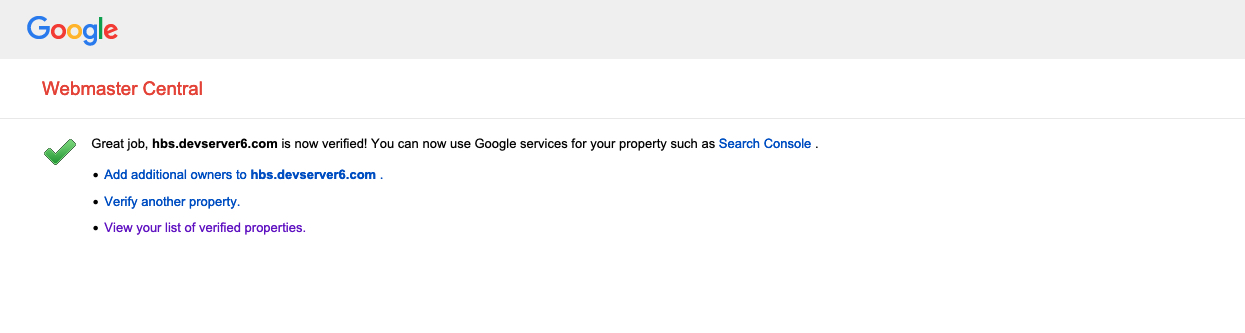 Google
Webmaster Central
Great job, hbs.devserver6.com is now verified! You can now use Google services for your property such as Search Console .
• Add additional owners to hbs.devserver6.com .
• Verify another property.
• View your list of verified properties.